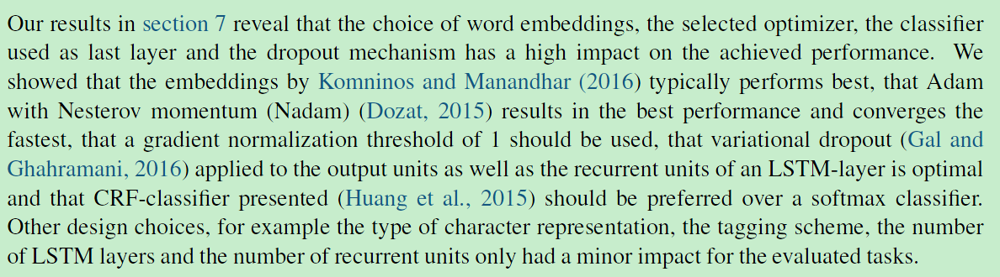 Our results in section 7 reveal that the choice of word embeddings, the selected optimizer, the classifier
used as last layer and the dropout mechanism has a high impact on the achieved performance. We
showed that the embeddings by Komninos and Manandhar (2016) typically performs best, that Adam
with Nesterov momentum (Nadam) (Dozat, 2015) results in the best performance and converges the
fastest, that a gradient normalization threshold of 1 should be used, that variational dropout (Gal and
Ghahramani, 2016) applied to the output units as well as the recurrent units of an LSTM-layer is optimal
and that CRF-classifier presented (Huang et al., 2015) should be preferred over a softmax classifier.
Other design choices, for example the type of character representation, the tagging scheme, the number
of LSTM layers and the number of recurrent units only had a minor impact for the evaluated tasks.